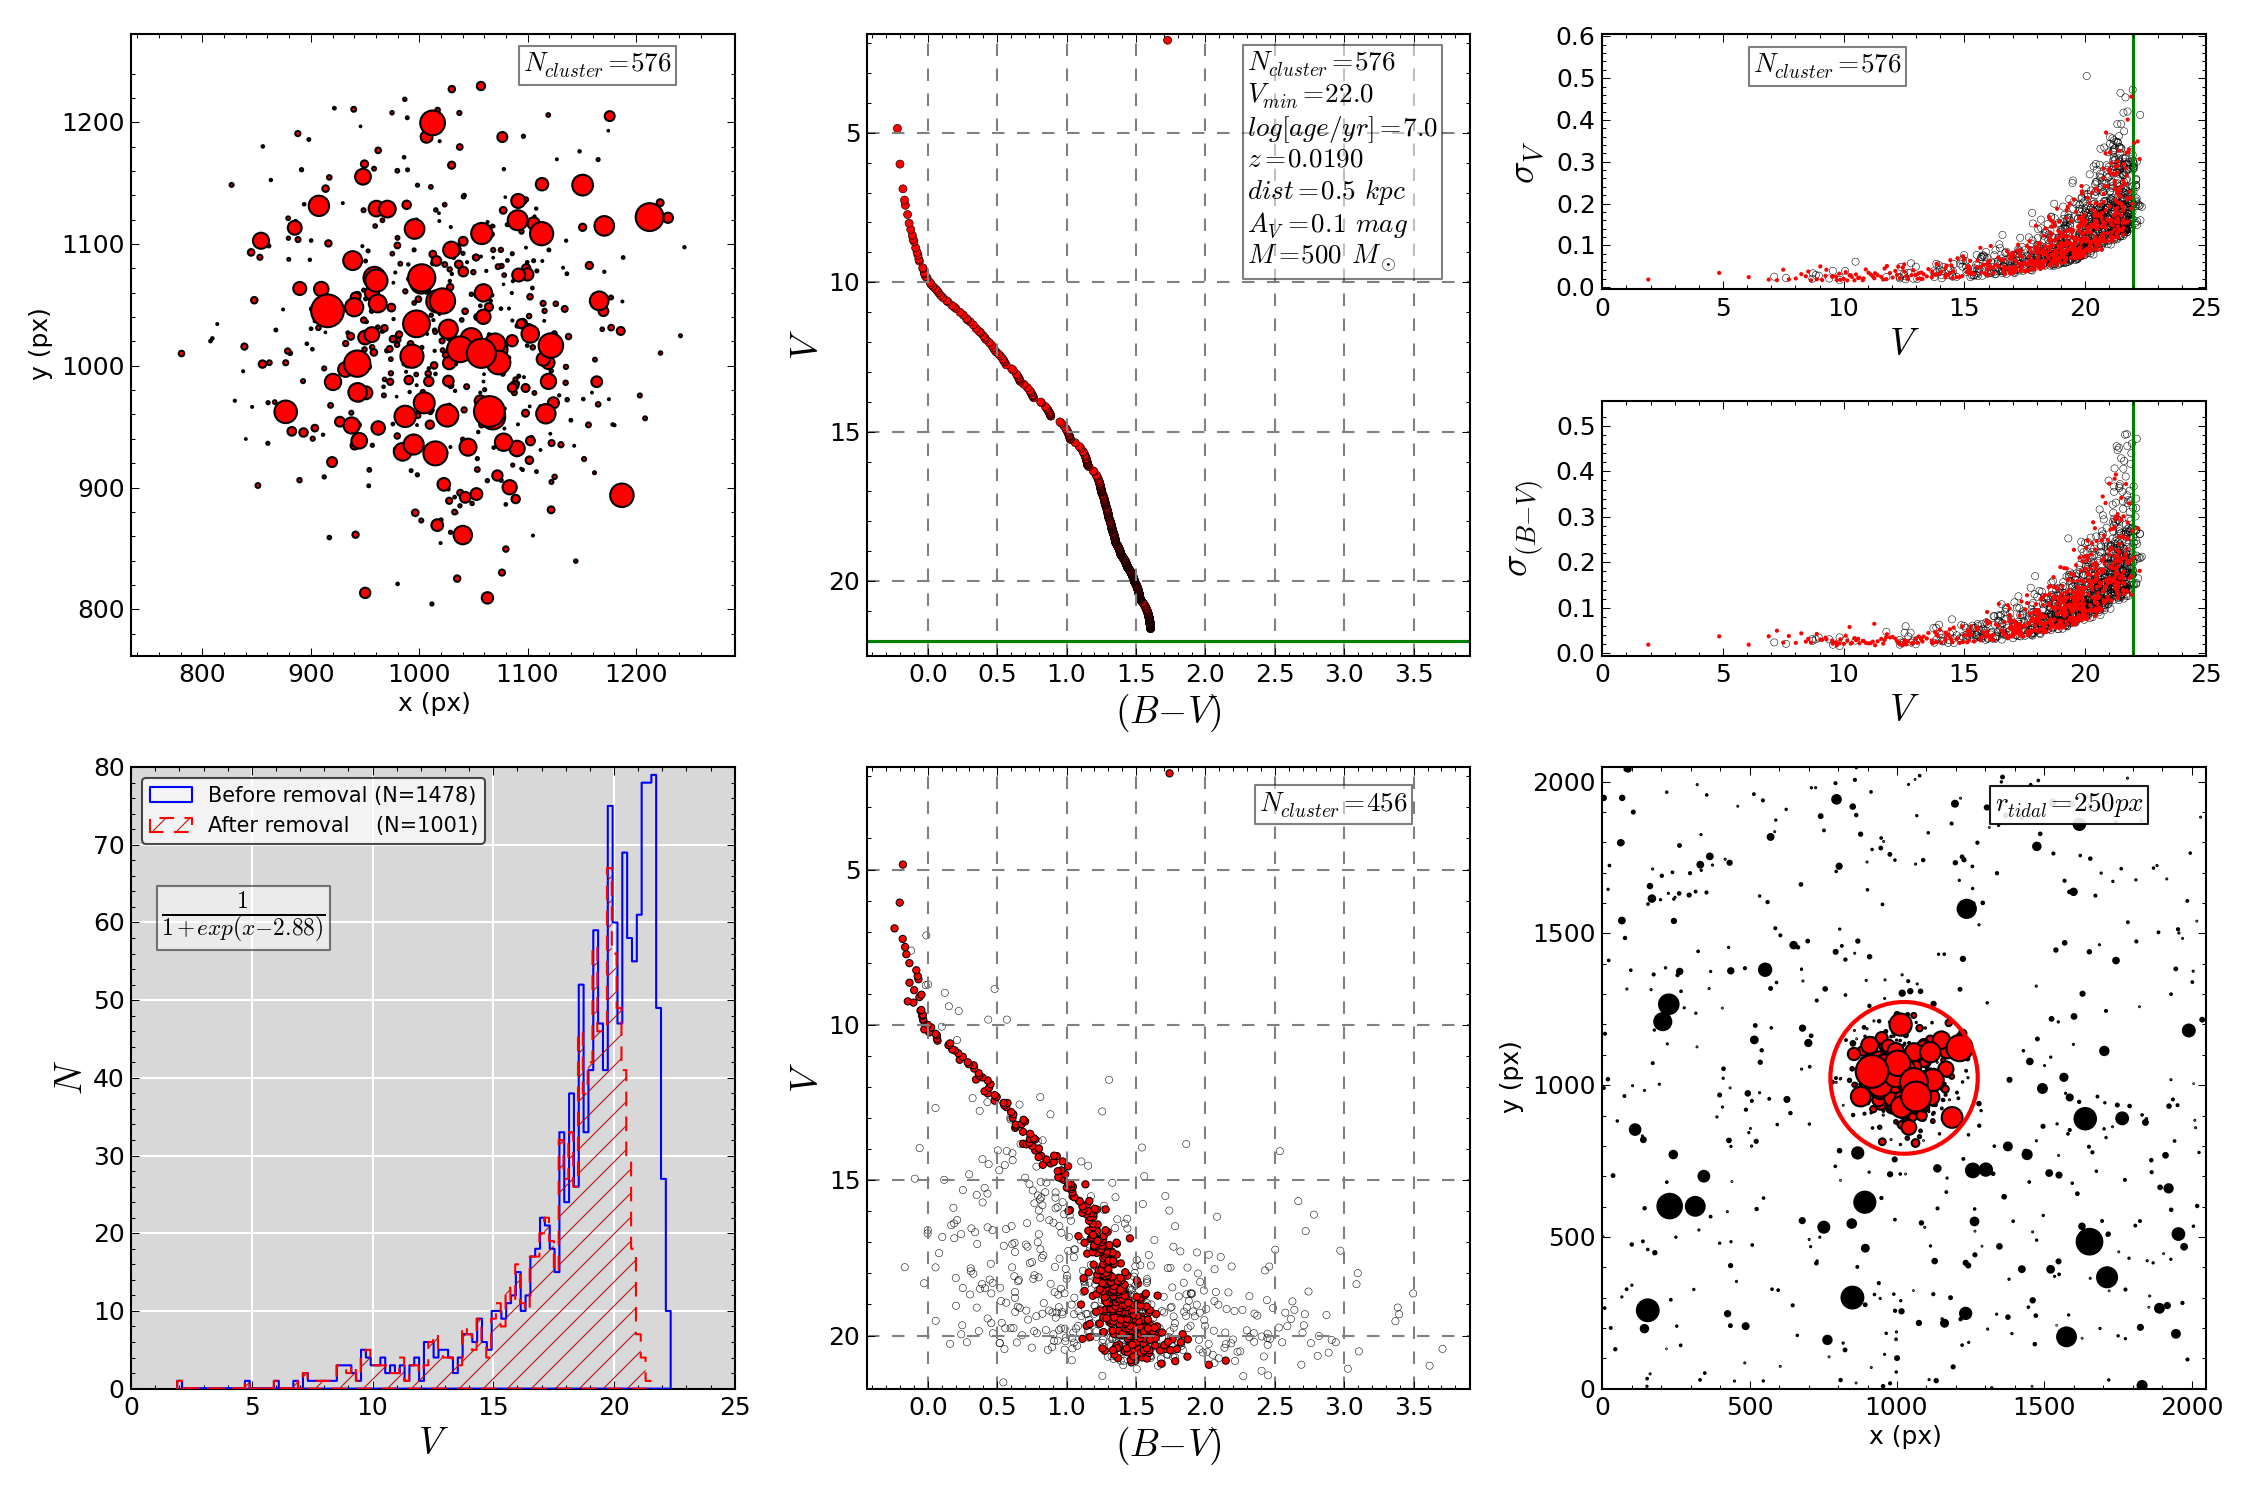 N_cluster=576
1200
1100
1000
900
800
y (px)
800 900 1000 1100 1200
x (px)
N_cluster=576
V_min=22.0
log[age/yr]=7.0
z=0.0190
dist=0.5 kpc
A_V=0.1 mag
M=500 M_⊙
5
10
15
20
V
0.0 0.5 1.0 1.5 2.0 2.5 3.0 3.5
(B−V)
N_cluster=576
0.6
0.5
0.4
0.3
0.2
0.1
0.0
σ_V
0 5 10 15 20 25
V
0.5
0.4
0.3
0.2
0.1
0.0
σ_(B−V)
0 5 10 15 20 25
V
Before removal (N=1478)
After removal (N=1001)
1
1+exp(x−2.88)
80
70
60
50
40
30
20
10
0
N
0 5 10 15 20 25
V
N_cluster=456
5
10
15
20
V
0.0 0.5 1.0 1.5 2.0 2.5 3.0 3.5
(B−V)
r_tidal=250px
2000
1500
1000
500
0
y (px)
0 500 1000 1500 2000
x (px)